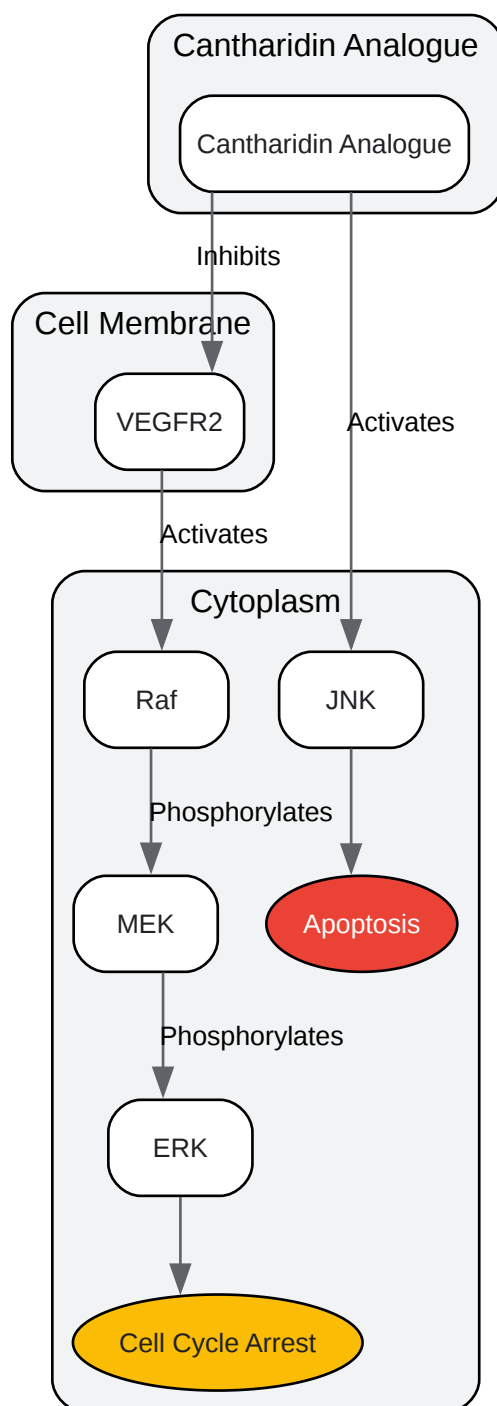 Cantharidin Analogue
Cantharidin Analogue
Inhibits
Cell Membrane
VEGFR2
Activates
Activates
Cytoplasm
Raf
JNK
Phosphorylates
MEK
Apoptosis
Phosphorylates
ERK
Cell Cycle Arrest